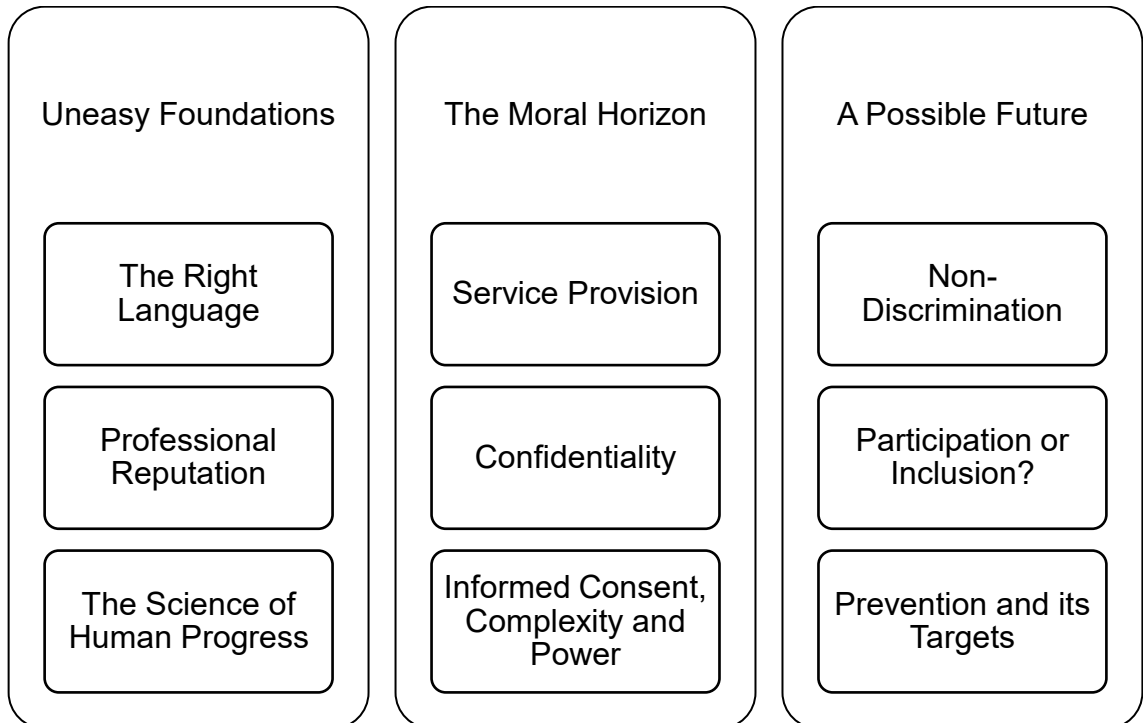 Uneasy Foundations
The Right
Language
Professional
Reputation
The Science of
Human Progress
The Moral Horizon
Service Provision
Confidentiality
Informed Consent,
Complexity and
Power
A Possible Future
Non-
Discrimination
Participation or
Inclusion?
Prevention and its
Targets